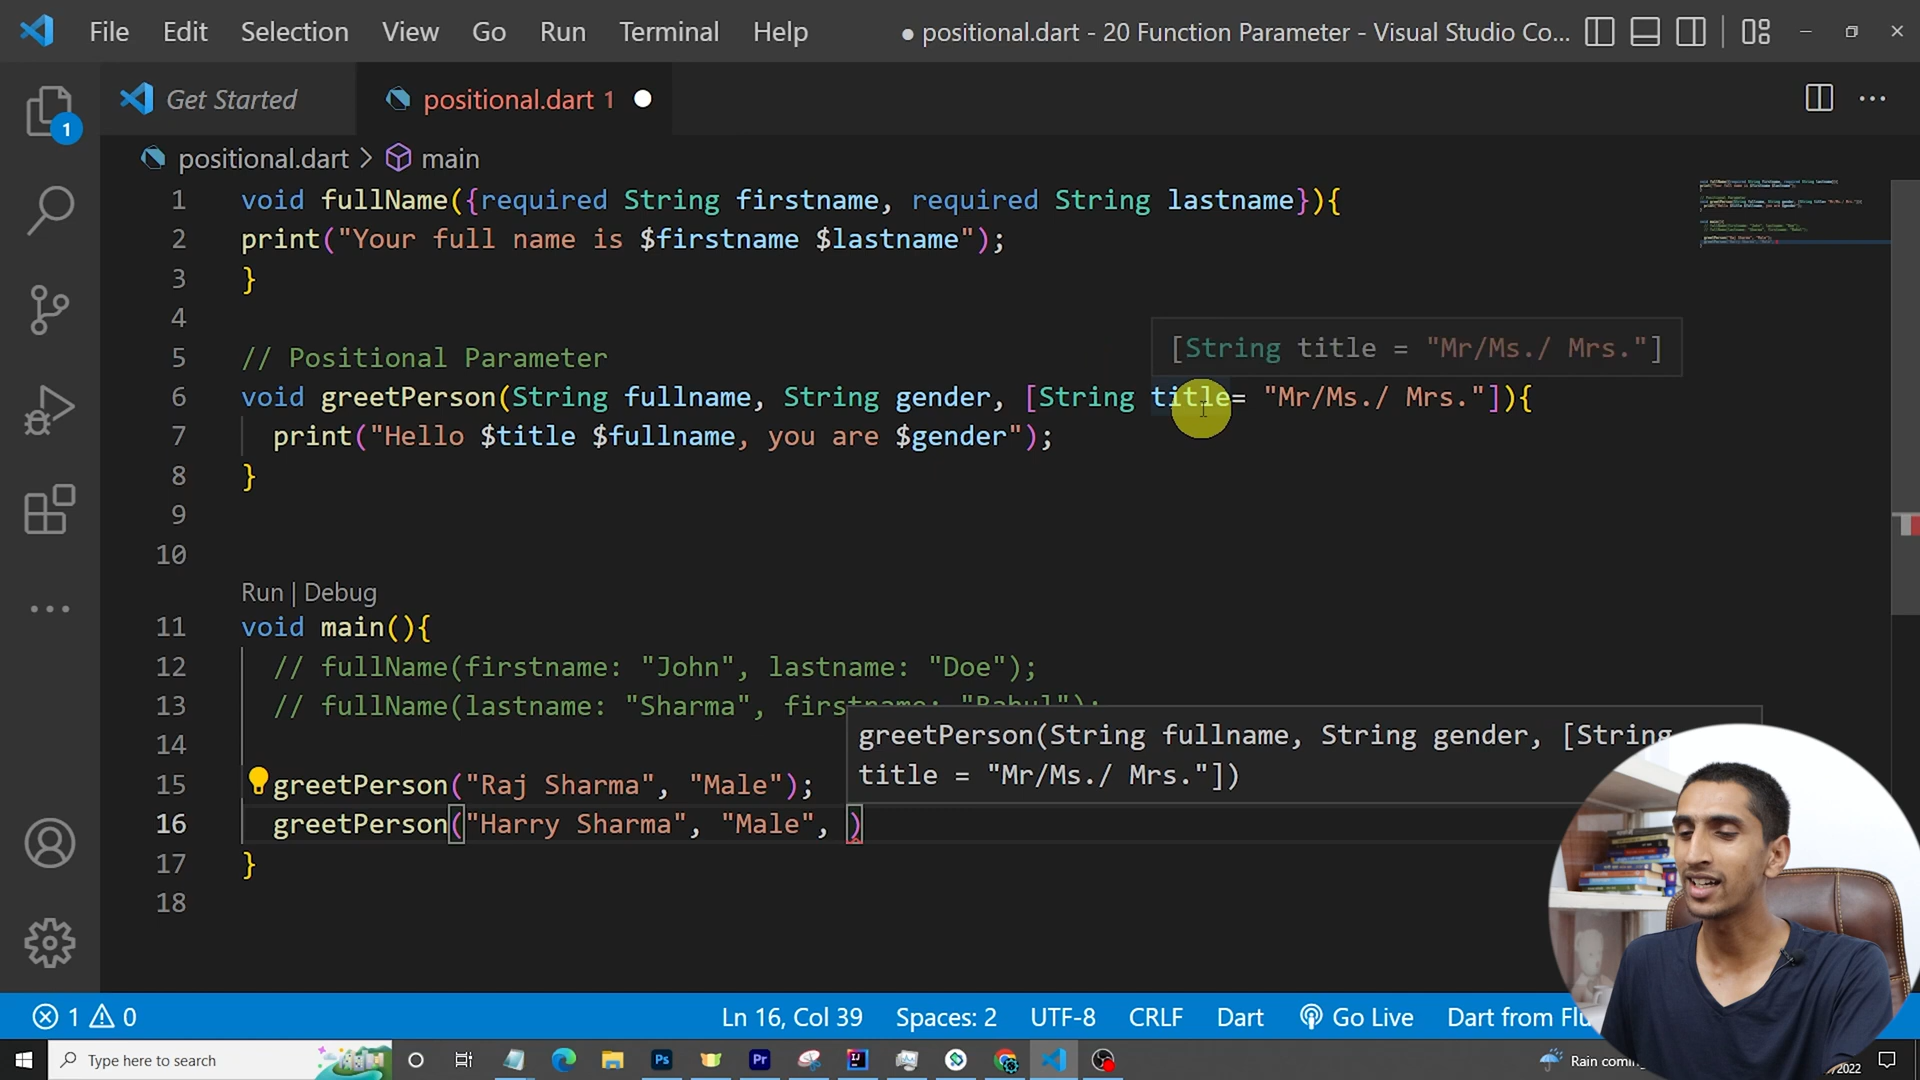 File Edit Selection View Go Run Terminal Help
● positional.dart - 20 Function Parameter - Visual Studio Co...
Get Started
positional.dart 1
positional.dart > main
1 void fullName({required String firstname, required String lastname}){
2 print("Your full name is $firstname $lastname");
3 }
4
[String title = "Mr/Ms./ Mrs."]
5 // Positional Parameter
6 void greetPerson(String fullname, String gender, [String title= "Mr/Ms./ Mrs."]){
7 print("Hello $title $fullname, you are $gender");
8 }
9
10
Run | Debug
11 void main(){
12 // fullName(firstname: "John", lastname: "Doe");
13 // fullName(lastname: "Sharma", firstname: "Rahul");
14
greetPerson(String fullname, String gender, [String
title = "Mr/Ms./ Mrs."])
15 greetPerson("Raj Sharma", "Male");
16 greetPerson("Harry Sharma", "Male", )
17 }
18
1
1 0
Ln 16, Col 39 Spaces: 2 UTF-8 CRLF Dart Go Live Dart from Flu
Type here to search
Ps
Pr
Rain comin
/2022